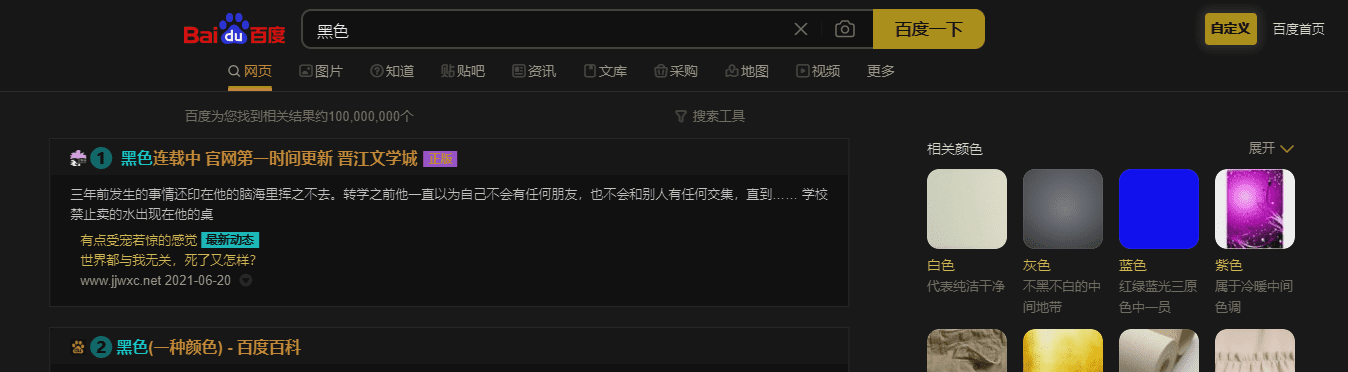 Bai du 百度
黑色
百度一下
自定义
百度首页
网页 图片 知道 贴吧 资讯 文库 采购 地图 视频 更多
百度为您找到相关结果约100,000,000个
搜索工具
1 黑色连载中 官网第一时间更新 晋江文学城 正版
三年前发生的事情还印在他的脑海里挥之不去。转学之前他一直以为自己不会有任何朋友，也不会和别人有任何交集，直到…… 学校
禁止卖的水出现在他的桌
有点受宠若惊的感觉 最新动态
世界都与我无关，死了又怎样?
www.jjwxc.net 2021-06-20
2 黑色(一种颜色) - 百度百科
相关颜色
展开
白色
代表纯洁干净
灰色
不黑不白的中
间地带
蓝色
红绿蓝光三原
色中一员
紫色
属于冷暖中间
色调